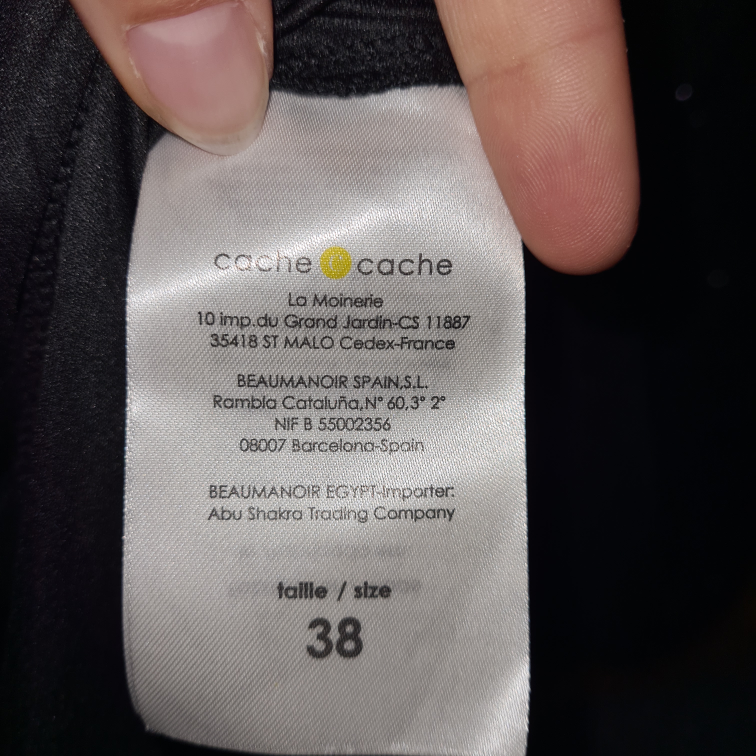 cache c cache
La Moinerie
10 imp.du Grand Jardin-CS 11887
35418 ST MALO Cedex-France
BEAUMANOIR SPAIN,S.L.
Rambla Cataluña,N° 60,3° 2ª
NIF B 55002356
08007 Barcelona-Spain
BEAUMANOIR EGYPT-Importer:
Abu Shakra Trading Company
taille / size
38